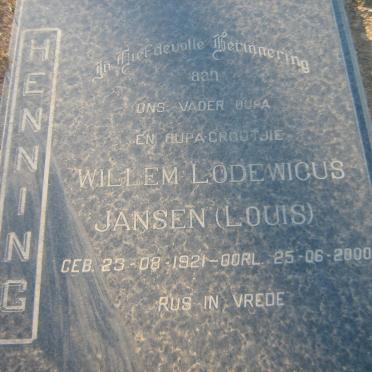 HENNING
In Liefdevolle Herinnering
aan
ONS VADER OUPA
EN OUPA-GROOTJIE
WILLEM LODEWICUS
JANSEN (LOUIS)
GEB. 23-08-1921-OORL. 25-06-2000
RUS IN VREDE